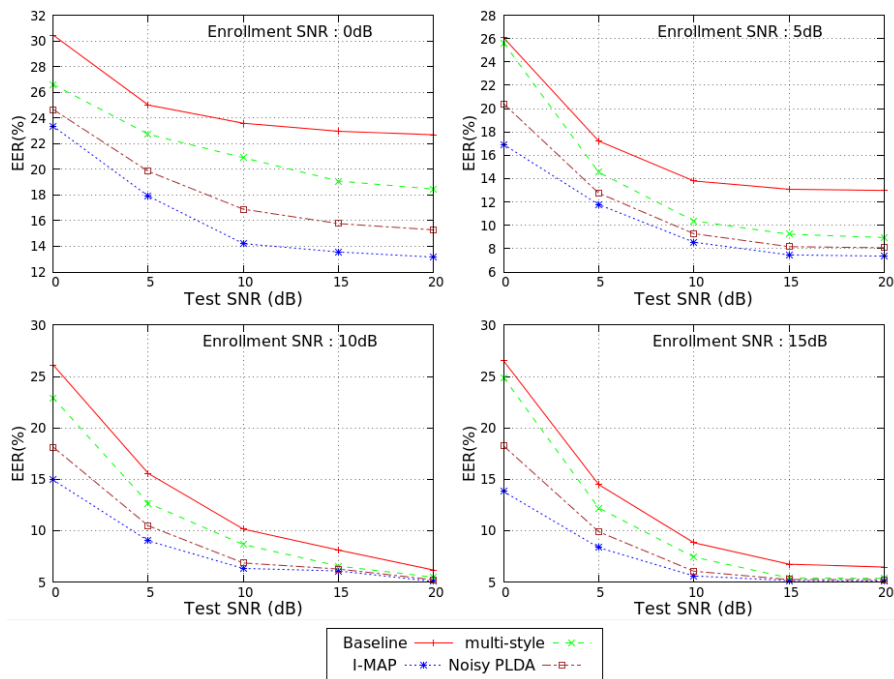 Enrollment SNR : 0dB
32
30
28
26
24
22
20
18
16
14
12
EER(%)
0 5 10 15 20
Test SNR (dB)
Enrollment SNR : 5dB
28
26
24
22
20
18
16
14
12
10
8
6
EER(%)
0 5 10 15 20
Test SNR (dB)
Enrollment SNR : 10dB
30
25
20
15
10
5
EER(%)
0 5 10 15 20
Test SNR (dB)
Enrollment SNR : 15dB
30
25
20
15
10
5
EER(%)
0 5 10 15 20
Test SNR (dB)
Baseline multi-style
I-MAP Noisy PLDA